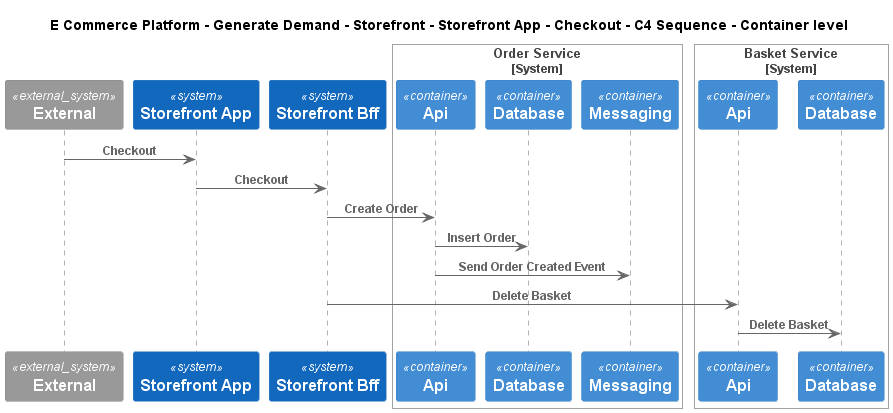 E Commerce Platform - Generate Demand - Storefront - Storefront App - Checkout - C4 Sequence - Container level
Order Service
[System]
Basket Service
[System]
«external_system»
External
«system»
Storefront App
«system»
Storefront Bff
«container»
Api
«container»
Database
«container»
Messaging
«container»
Api
«container»
Database
Checkout
Checkout
Create Order
Insert Order
Send Order Created Event
Delete Basket
Delete Basket
«external_system»
External
«system»
Storefront App
«system»
Storefront Bff
«container»
Api
«container»
Database
«container»
Messaging
«container»
Api
«container»
Database